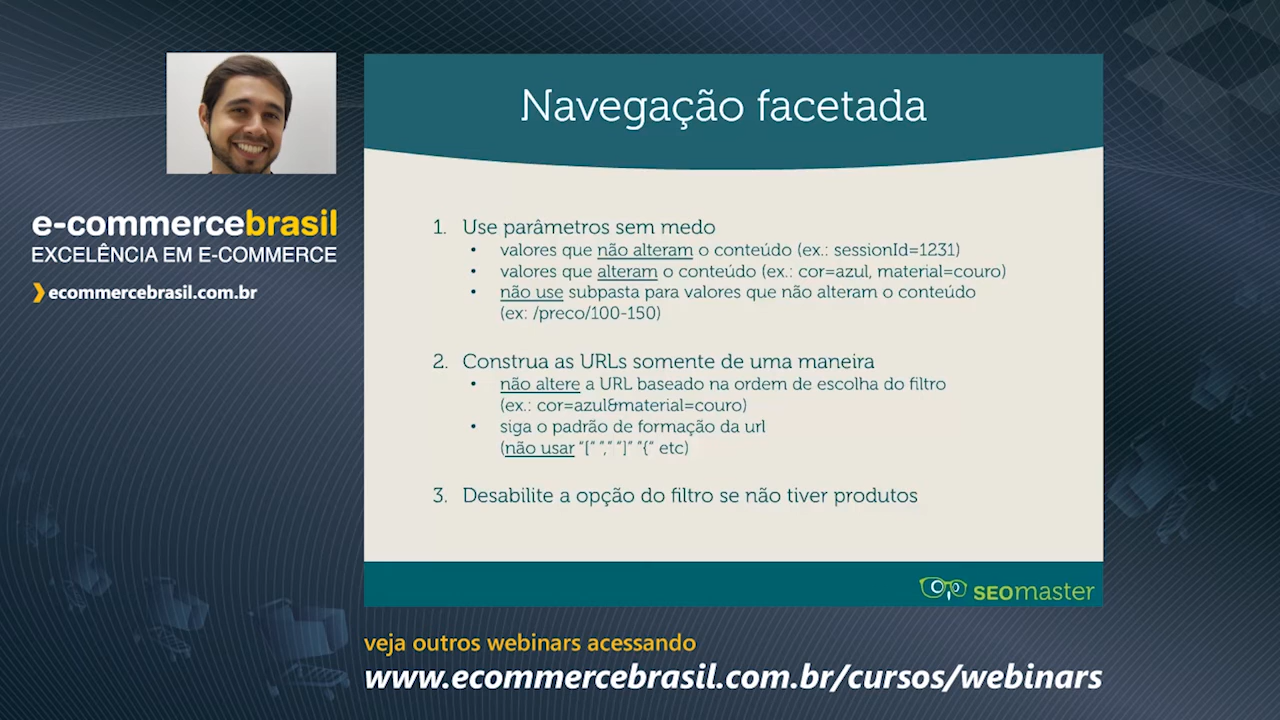 e-commercebrasil
EXCELÊNCIA EM E-COMMERCE
ecommercebrasil.com.br
Navegação facetada
1. Use parâmetros sem medo
• valores que não alteram o conteúdo (ex.: sessionId=1231)
• valores que alteram o conteúdo (ex.: cor=azul, material=couro)
• não use subpasta para valores que não alteram o conteúdo
(ex: /preco/100-150)
2. Construa as URLs somente de uma maneira
• não altere a URL baseado na ordem de escolha do filtro
(ex.: cor=azul&material=couro)
• siga o padrão de formação da url
(não usar “[“ ”,“ ”]” ”{“ etc)
3. Desabilite a opção do filtro se não tiver produtos
SEOmaster
veja outros webinars acessando
www.ecommercebrasil.com.br/cursos/webinars